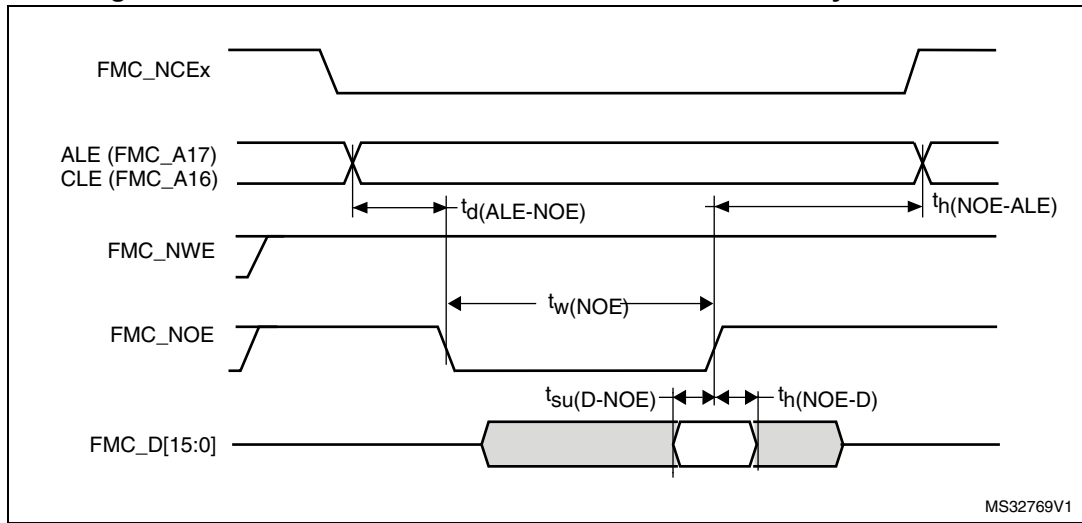 FMC_NCEx
ALE (FMC_A17)
CLE (FMC_A16)
td(ALE-NOE)
th(NOE-ALE)
FMC_NWE
tw(NOE)
FMC_NOE
tsu(D-NOE)
th(NOE-D)
FMC_D[15:0]
MS32769V1